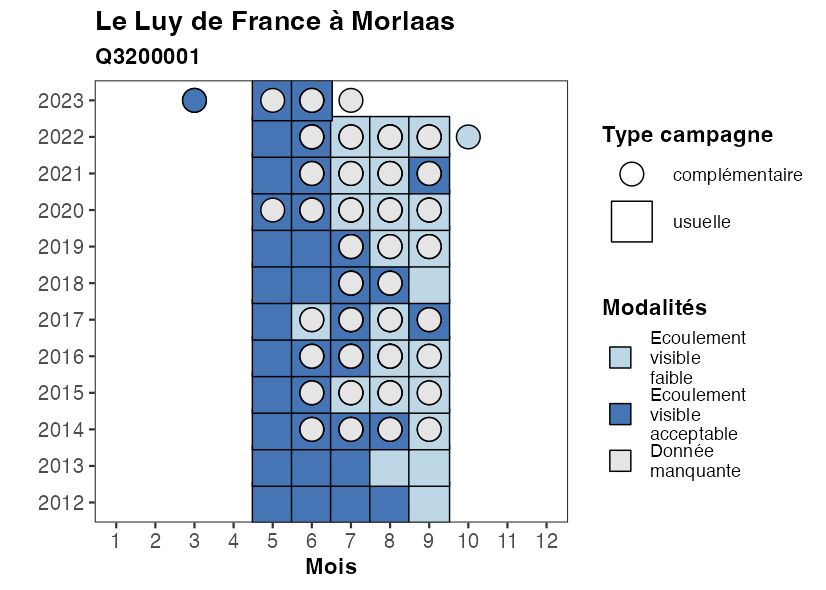 Le Luy de France à Morlaas
Q3200001
2023
2022
2021
2020
2019
2018
2017
2016
2015
2014
2013
2012
1 2 3 4 5 6 7 8 9 10 11 12
Mois
Type campagne
complémentaire
usuelle
Modalités
Ecoulement
visible
faible
Ecoulement
visible
acceptable
Donnée
manquante